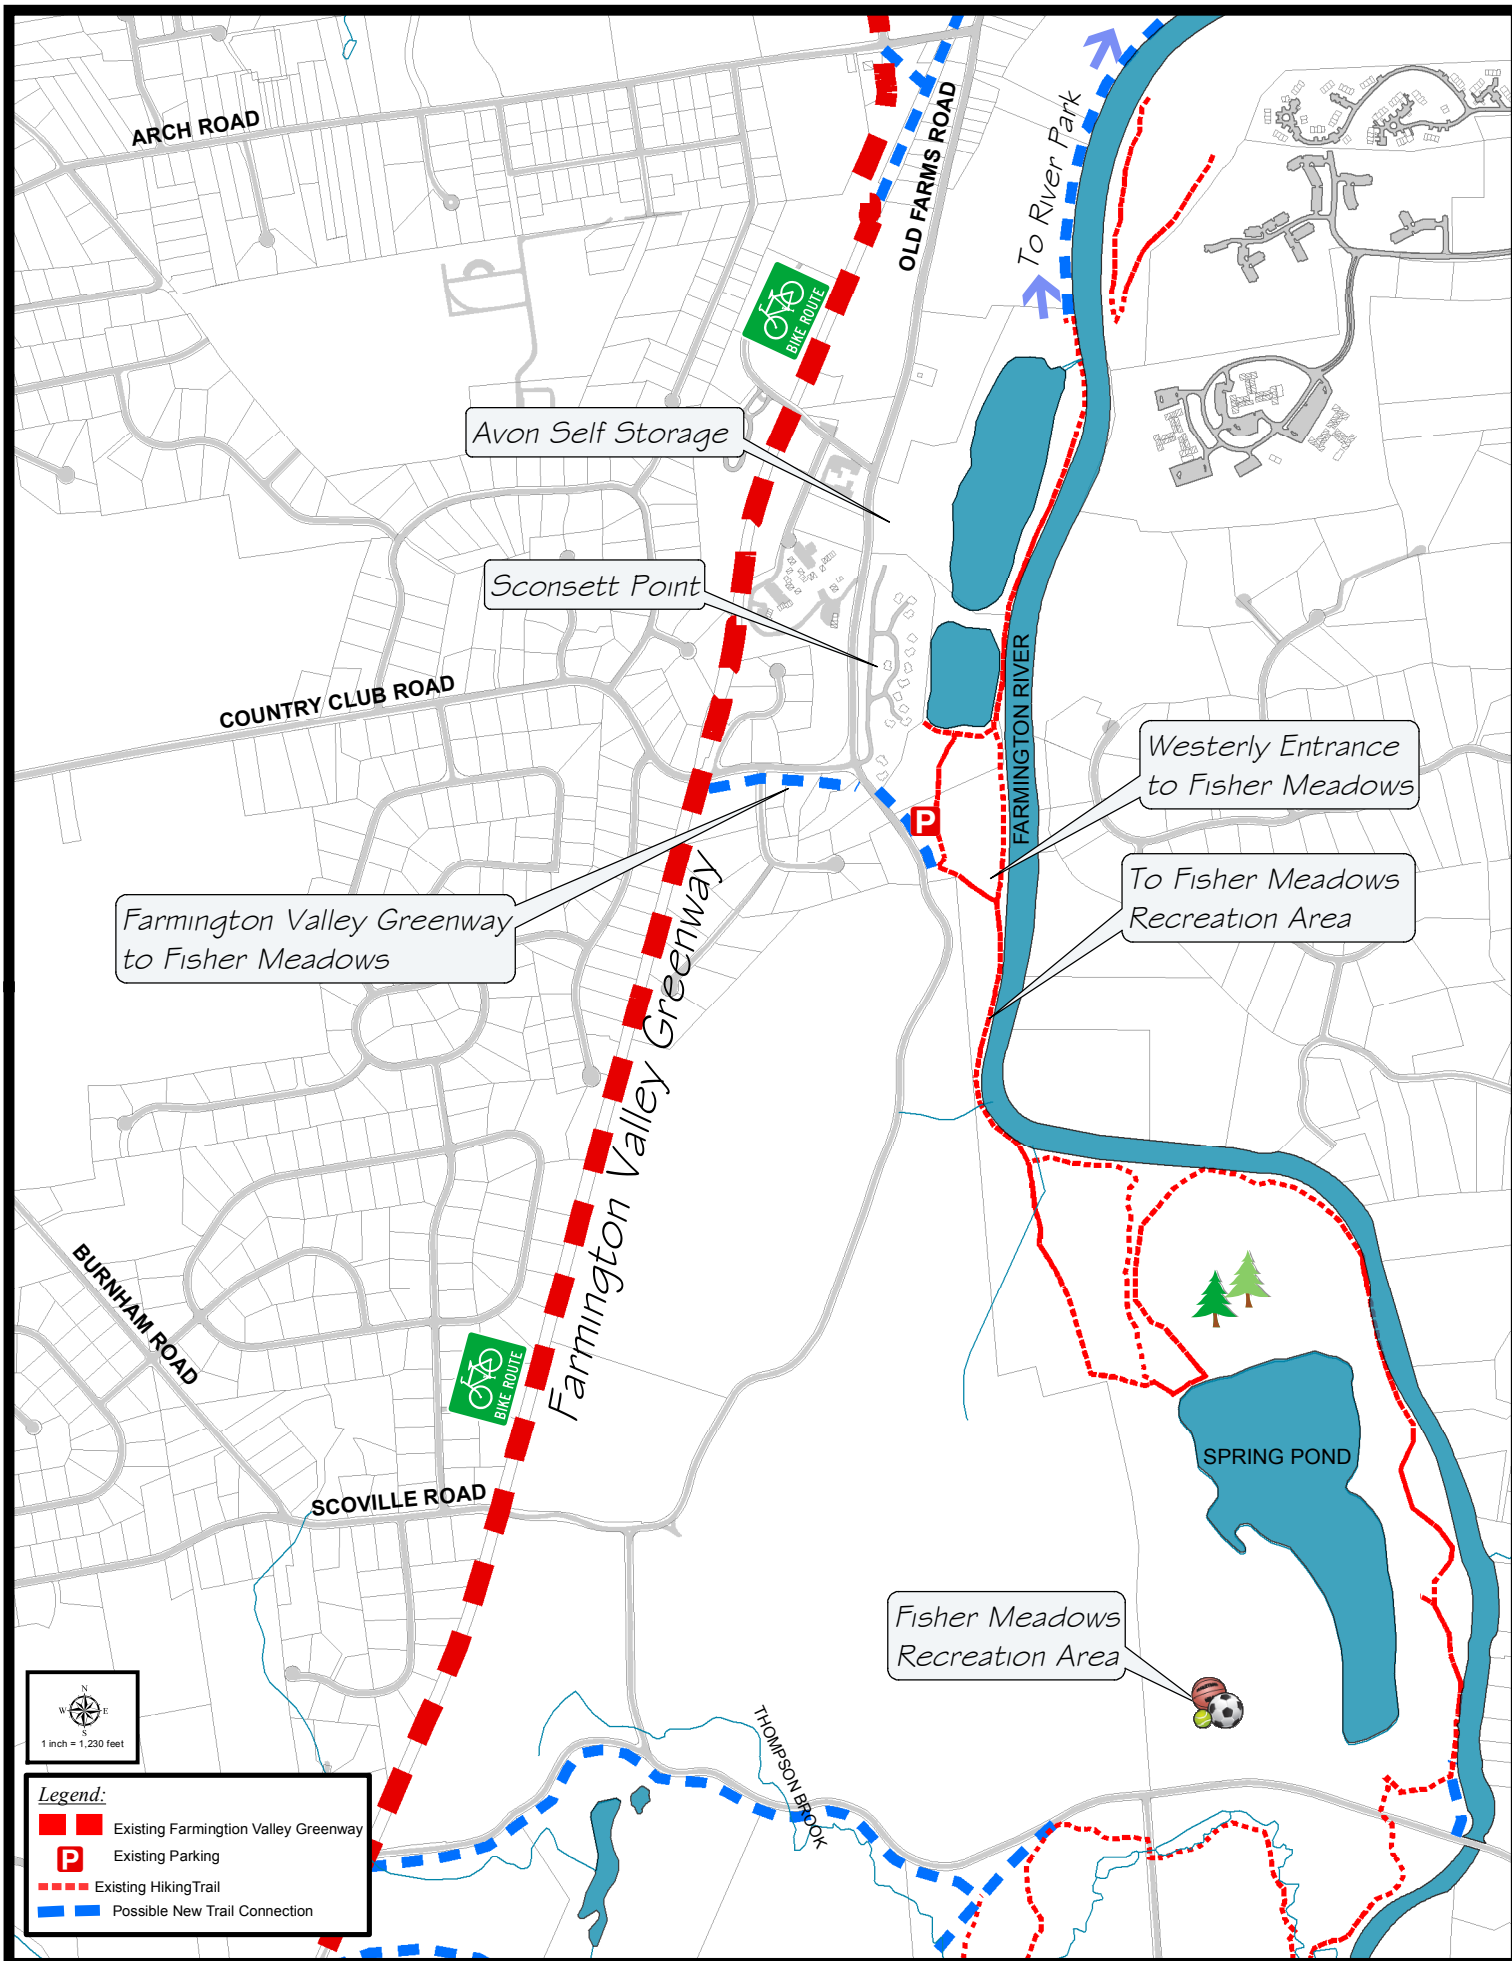 ARCH ROAD
OLD FARMS ROAD
To River Park
BIKE ROUTE
Avon Self Storage
Sconsett Point
COUNTRY CLUB ROAD
FARMINGTON RIVER
Westerly Entrance
to Fisher Meadows
To Fisher Meadows
Recreation Area
Farmington Valley Greenway
to Fisher Meadows
Farmington Valley Greenway
BURNHAM ROAD
BIKE ROUTE
SCOVILLE ROAD
SPRING POND
Fisher Meadows
Recreation Area
THOMPSON BROOK
N
W E
S
1 inch = 1,230 feet
Legend:
Existing Farmington Valley Greenway
P
P
Existing Parking
Existing HikingTrail
Possible New Trail Connection